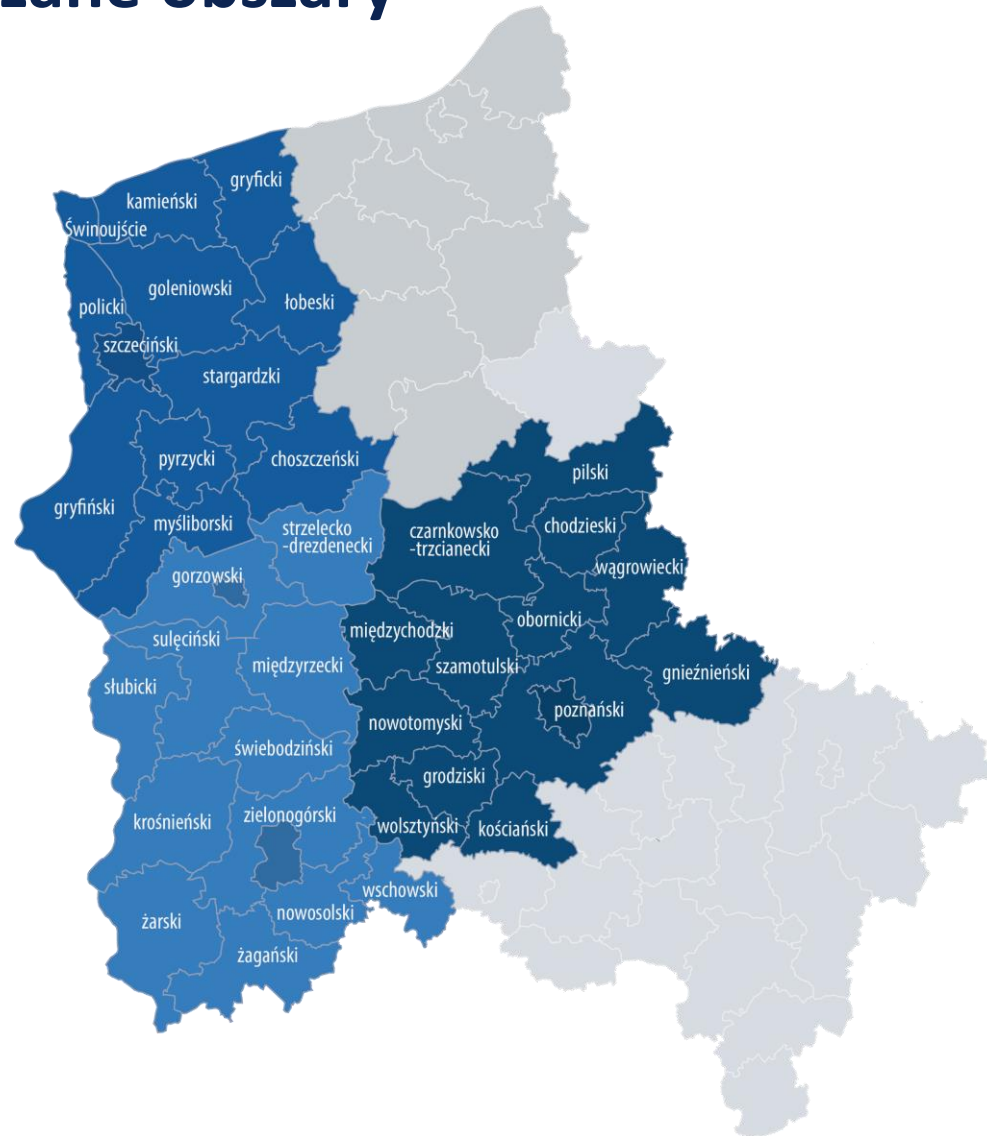 obszary
gryficki
kamieński
Świnoujście
goleniowski
łobeski
policki
szczeciński
stargardzki
pyrzycki
choszczeński
gryfiński
myśliborski
strzelecko
-drezdenecki
gorzowski
sulęciński
międzyrzecki
słubicki
świebodziński
krośnieński
zielonogórski
wschowski
nowosolski
żarski
żagański
pilski
czarnkowsko
-trzcianecki
chodzieski
wągrowiecki
obornicki
międzychodzki
szamotulski
gnieźnieński
poznański
nowotomyski
grodziski
wolsztyński
kościański